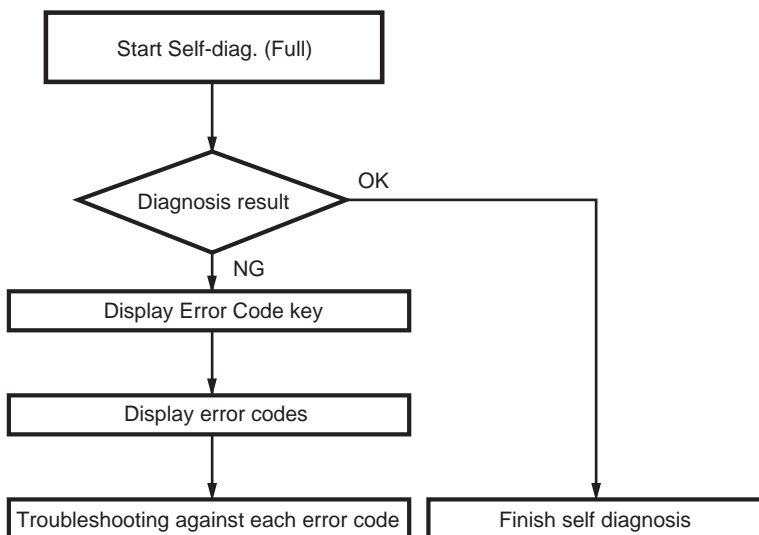 Start Self-diag. (Full)
OK
Diagnosis result
NG
Display Error Code key
Display error codes
Troubleshooting against each error code
Finish self diagnosis